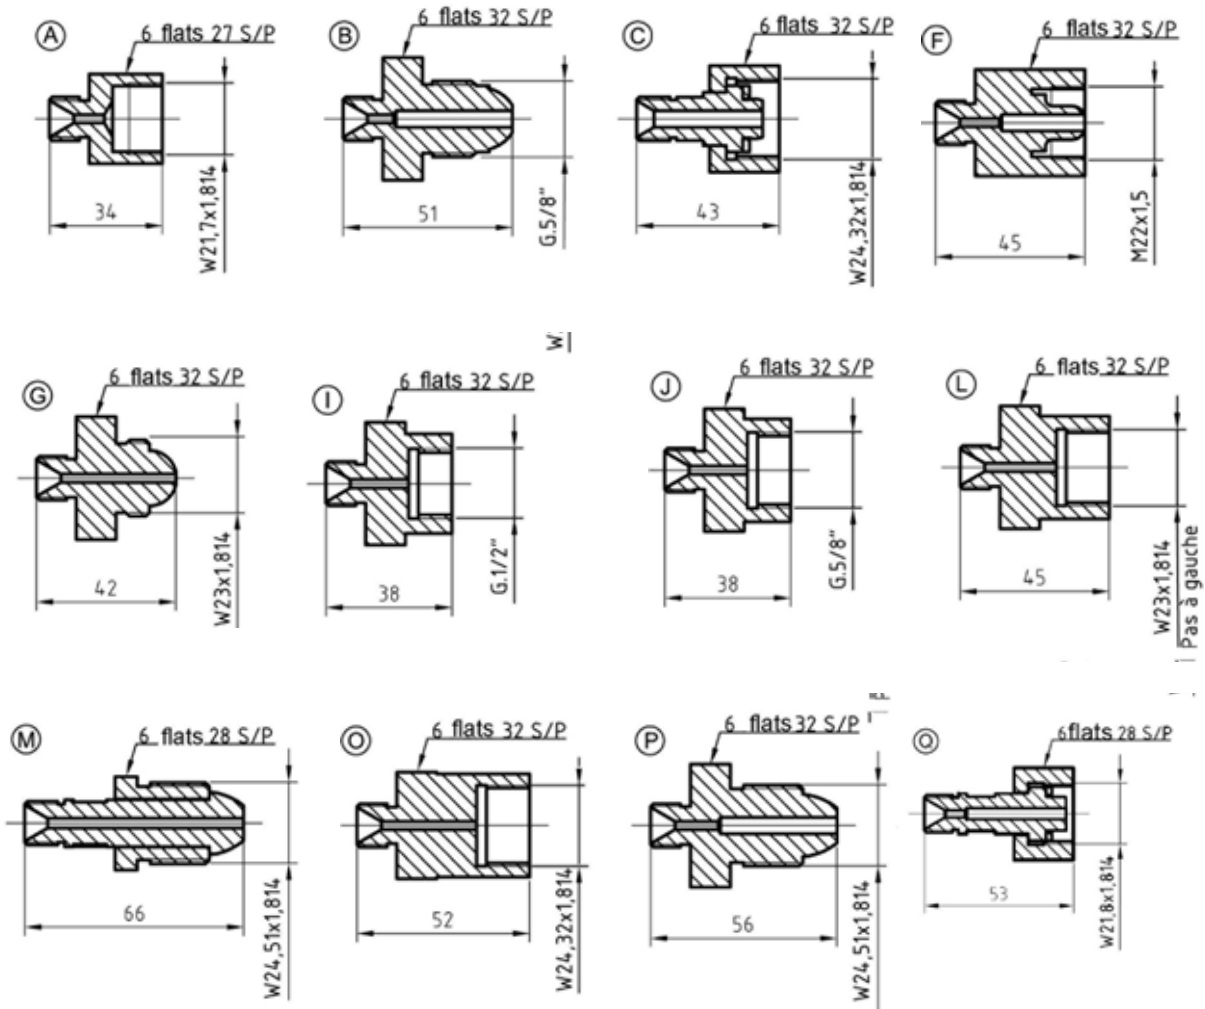 A
6 flats 27 S/P
34
W21,7x1,814
B
6 flats 32 S/P
51
G.5/8"
C
6 flats 32 S/P
43
W24,32x1,814
F
6 flats 32 S/P
45
M22x1,5
G
6 flats 32 S/P
42
W23x1,814
I
6 flats 32 S/P
38
G.1/2"
J
6 flats 32 S/P
38
G.5/8"
L
6 flats 32 S/P
45
W23x1,814
Pas à gauche
M
6 flats 28 S/P
66
W24,51x1,814
O
6 flats 32 S/P
52
W24,32x1,814
P
6 flats 32 S/P
56
W24,51x1,814
Q
6 flats 28 S/P
53
W21,8x1,814